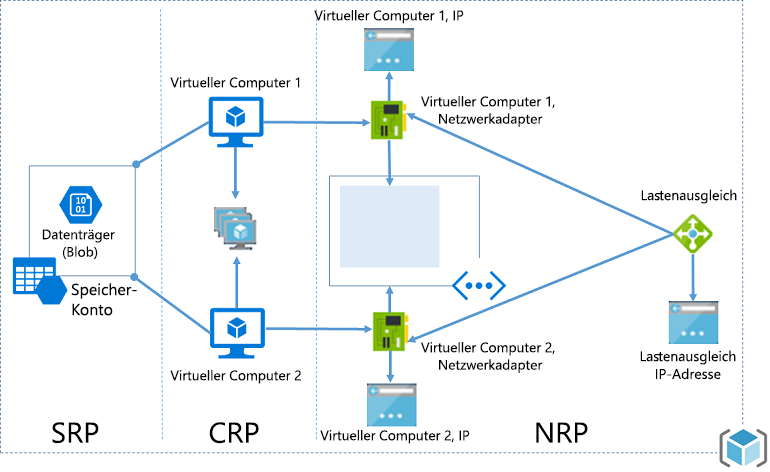 Virtueller Computer 1, IP
Virtueller Computer 1
Virtueller Computer 1,
Netzwerkadapter
Lastenausgleich
10
01
Datenträger
(Blob)
Speicher-
Konto
Virtueller Computer 2
Virtueller Computer 2,
Netzwerkadapter
Lastenausgleich
IP-Adresse
Virtueller Computer 2, IP
SRP
CRP
NRP